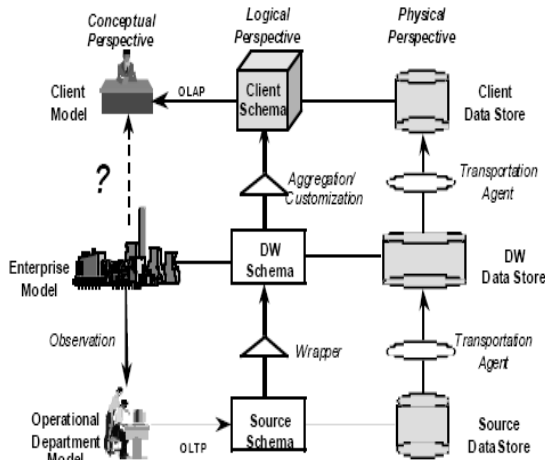 Conceptual
Perspective
Logical
Perspective
Physical
Perspective
Client
Model
OLAP
Client
Schema
Client
Data Store
?
Aggregation/
Customization
Transportation
Agent
Enterprise
Model
DW
Schema
DW
Data Store
Observation
Wrapper
Transportation
Agent
Operational
Department
Model
OLTP
Source
Schema
Source
Data Store